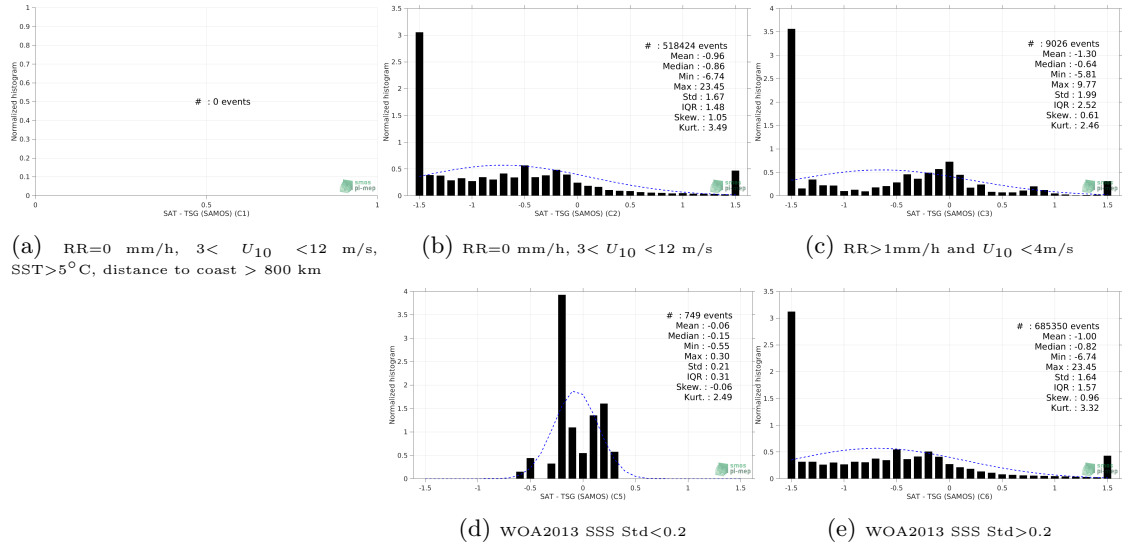 1
0.9
0.8
0.7
0.6
0.5
0.4
0.3
0.2
0.1
0
Normalized histogram
# : 0 events
smos
pi-mep
0 0.5 1
SAT - TSG (SAMOS) (C1)
(a) RR=0 mm/h, 3< U10 <12 m/s,
SST>5°C, distance to coast > 800 km
3.5
3
2.5
2
1.5
1
0.5
0
Normalized histogram
# : 518424 events
Mean : -0.96
Median : -0.86
Min : -6.74
Max : 23.45
Std : 1.67
IQR : 1.48
Skew. : 1.05
Kurt. : 3.49
smos
pi-mep
-1.5 -1 -0.5 0 0.5 1 1.5
SAT - TSG (SAMOS) (C2)
(b) RR=0 mm/h, 3< U10 <12 m/s
4
3.5
3
2.5
2
1.5
1
0.5
0
Normalized histogram
# : 9026 events
Mean : -1.30
Median : -0.64
Min : -5.81
Max : 9.77
Std : 1.99
IQR : 2.52
Skew. : 0.61
Kurt. : 2.46
smos
pi-mep
-1.5 -1 -0.5 0 0.5 1 1.5
SAT - TSG (SAMOS) (C3)
(c) RR>1mm/h and U10 <4m/s
4
3.5
3
2.5
2
1.5
1
0.5
0
Normalized histogram
# : 749 events
Mean : -0.06
Median : -0.15
Min : -0.55
Max : 0.30
Std : 0.21
IQR : 0.31
Skew. : -0.06
Kurt. : 2.49
smos
pi-mep
-1.5 -1 -0.5 0 0.5 1 1.5
SAT - TSG (SAMOS) (C5)
(d) WOA2013 SSS Std<0.2
3.5
3
2.5
2
1.5
1
0.5
0
Normalized histogram
# : 685350 events
Mean : -1.00
Median : -0.82
Min : -6.74
Max : 23.45
Std : 1.64
IQR : 1.57
Skew. : 0.96
Kurt. : 3.32
smos
pi-mep
-1.5 -1 -0.5 0 0.5 1 1.5
SAT - TSG (SAMOS) (C6)
(e) WOA2013 SSS Std>0.2